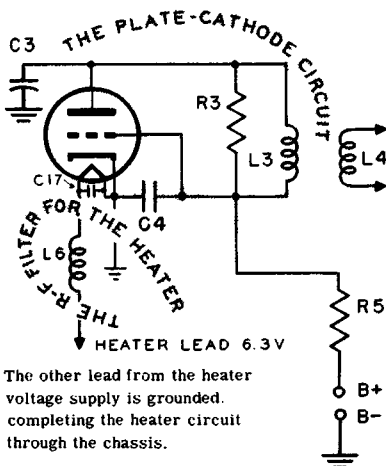 THE PLATE-CATHODE CIRCUIT
C3
R3
L3
L4
C17
C4
THE R-F FILTER FOR THE HEATER
L6
R5
HEATER LEAD 6.3V
B+
B-
The other lead from the heater
voltage supply is grounded.
completing the heater circuit
through the chassis.